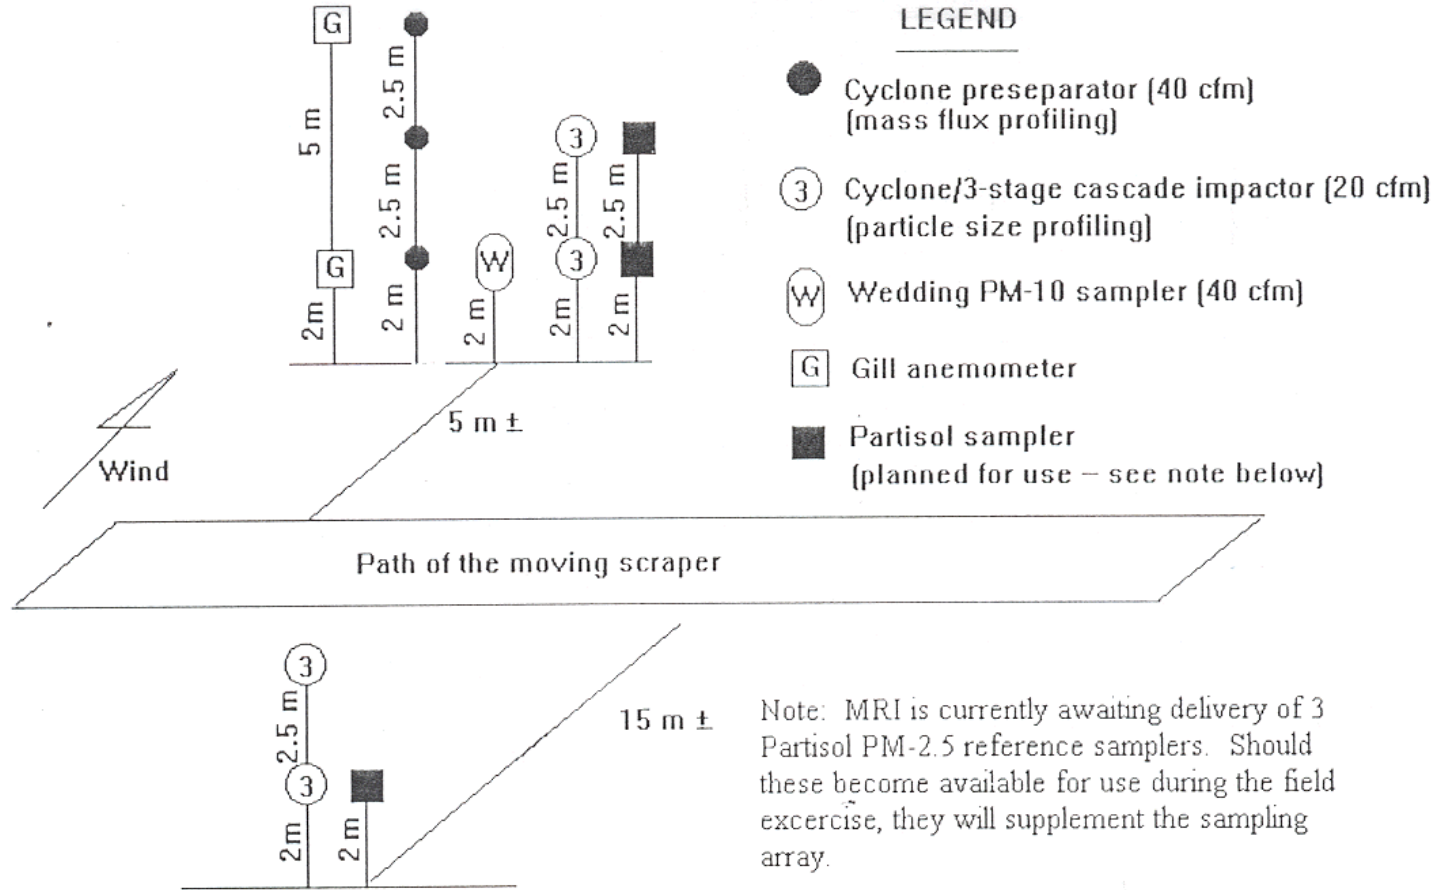 LEGEND
Cyclone preseparator (40 cfm)
(mass flux profiling)
3
Cyclone/3-stage cascade impactor (20 cfm)
(particle size profiling)
W
Wedding PM-10 sampler (40 cfm)
G
Gill anemometer
Partisol sampler
(planned for use – see note below)
G
5 m
G
2m
2.5 m
2.5 m
2 m
W
2 m
3
2.5 m
3
2m
2.5 m
2 m
5 m ±
Wind
Path of the moving scraper
3
2.5 m
3
2m
2 m
15 m ±
Note: MRI is currently awaiting delivery of 3
Partisol PM-2.5 reference samplers. Should
these become available for use during the field
excercise, they will supplement the sampling
array.